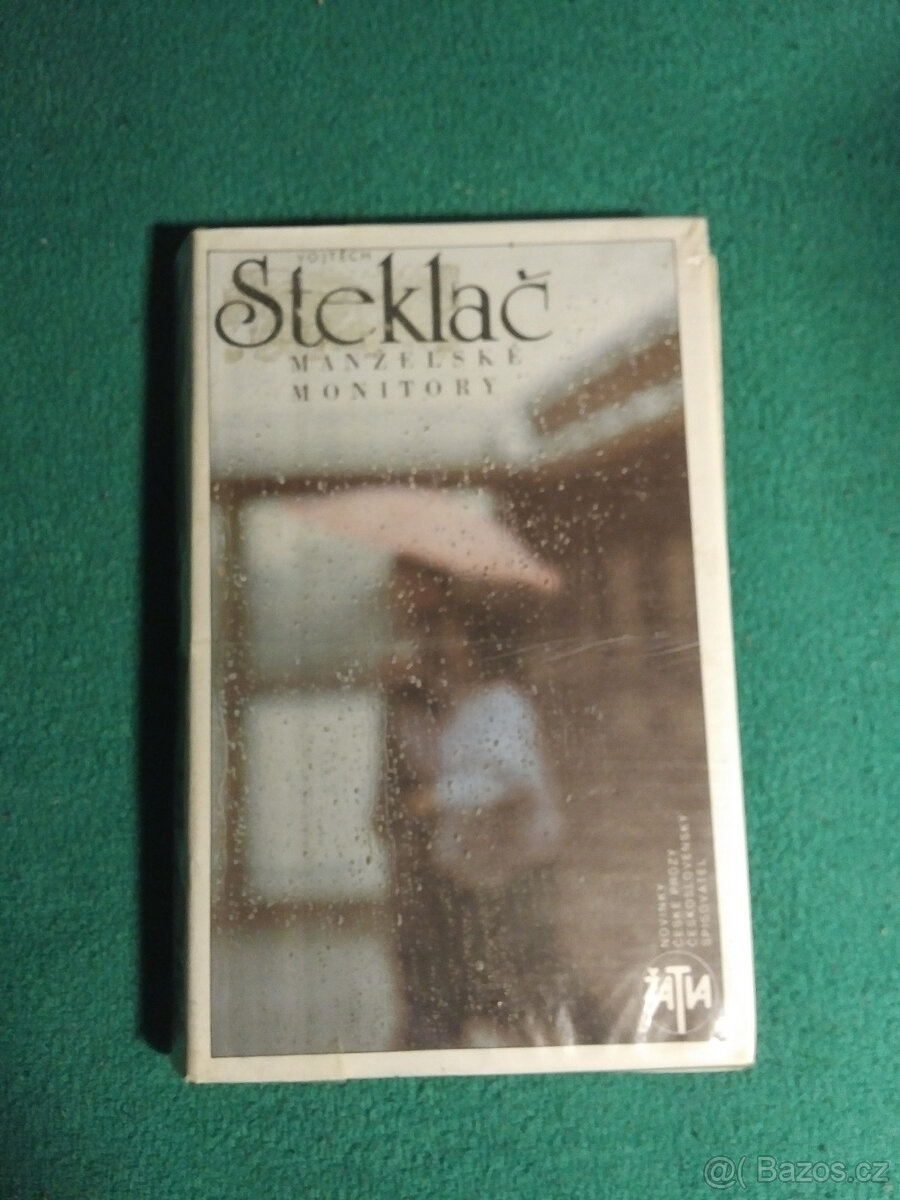 VOJTĚCH
Steklač
MANŽELSKÉ
MONITORY
NOVINKY
ČESKÉ PRÓZY
ČESKOSLOVENSKÝ
SPISOVATEL
ŽATVA
@( Bazos.cz